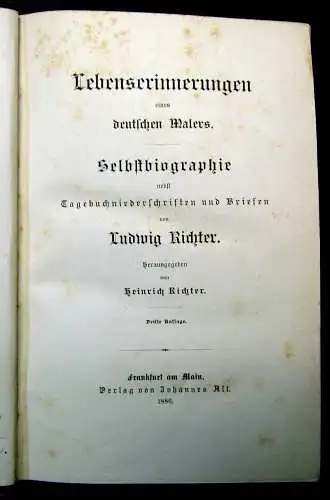 Lebenserinnerungen
eines
deutschen Malers.
Selbstbiographie
nebst
Tagebuchniederschriften und Briefen
von
Ludwig Richter.
Herausgegeben
von
Heinrich Richter.
Dritte Auflage.
Frankfurt am Main.
Verlag von Johannes Alt.
1886.